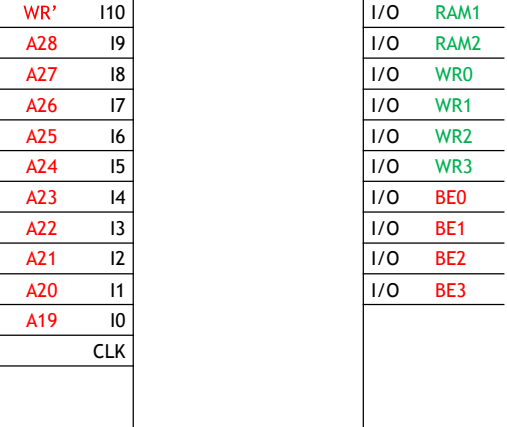 WR’ I10 I/O RAM1
A28 I9 I/O RAM2
A27 I8 I/O WR0
A26 I7 I/O WR1
A25 I6 I/O WR2
A24 I5 I/O WR3
A23 I4 I/O BE0
A22 I3 I/O BE1
A21 I2 I/O BE2
A20 I1 I/O BE3
A19 I0
CLK